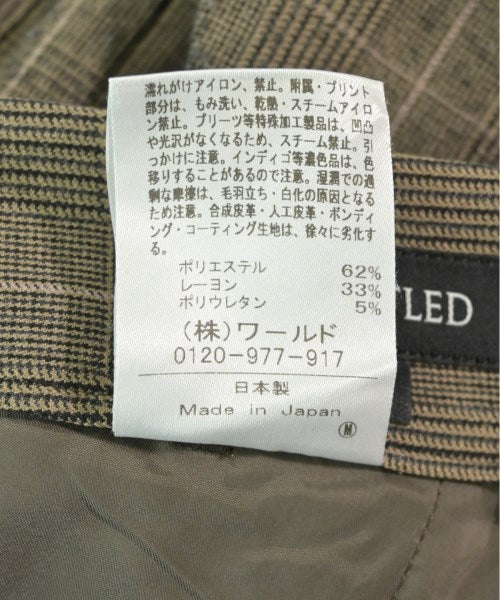 濡れがけアイロン、禁止。附属・プリント
部分は、もみ洗い、乾熱・スチームアイロ
ン禁止。プリーツ等特殊加工製品は、凹凸
や光沢がなくなるため、スチーム禁止。引
っかけに注意。インディゴ等濃色品は、色
移りすることがあるので注意。湿潤での過
剰な摩擦は、毛羽立ち・白化の原因となる
ため注意。合成皮革・人工皮革・ボンディ
ング・コーティング生地は、徐々に劣化す
る。
ポリエステル 62%
レーヨン 33%
ポリウレタン 5%
(株)ワールド
0120-977-917
日本製
Made in Japan
M
TLED